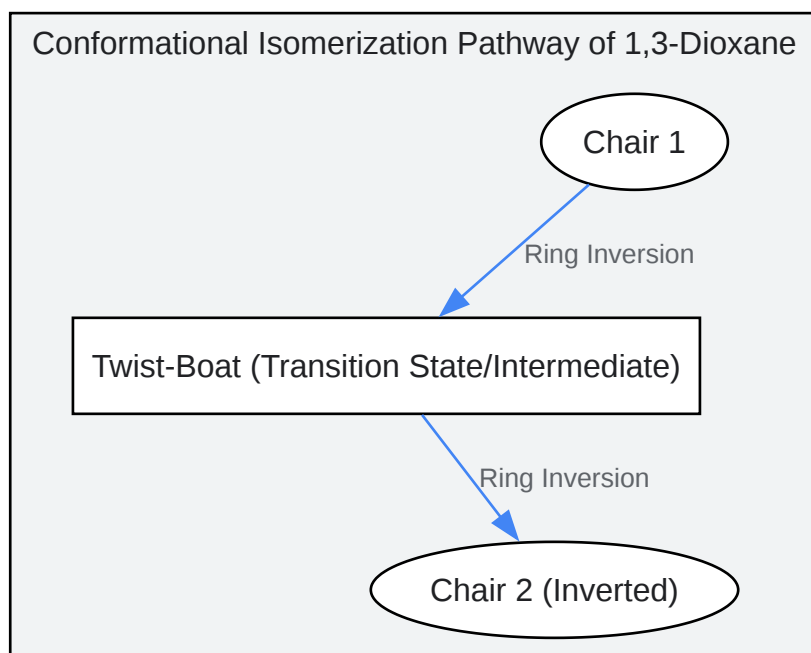 Conformational Isomerization Pathway of 1,3-Dioxane
Chair 1
Ring Inversion
Twist-Boat (Transition State/Intermediate)
Ring Inversion
Chair 2 (Inverted)